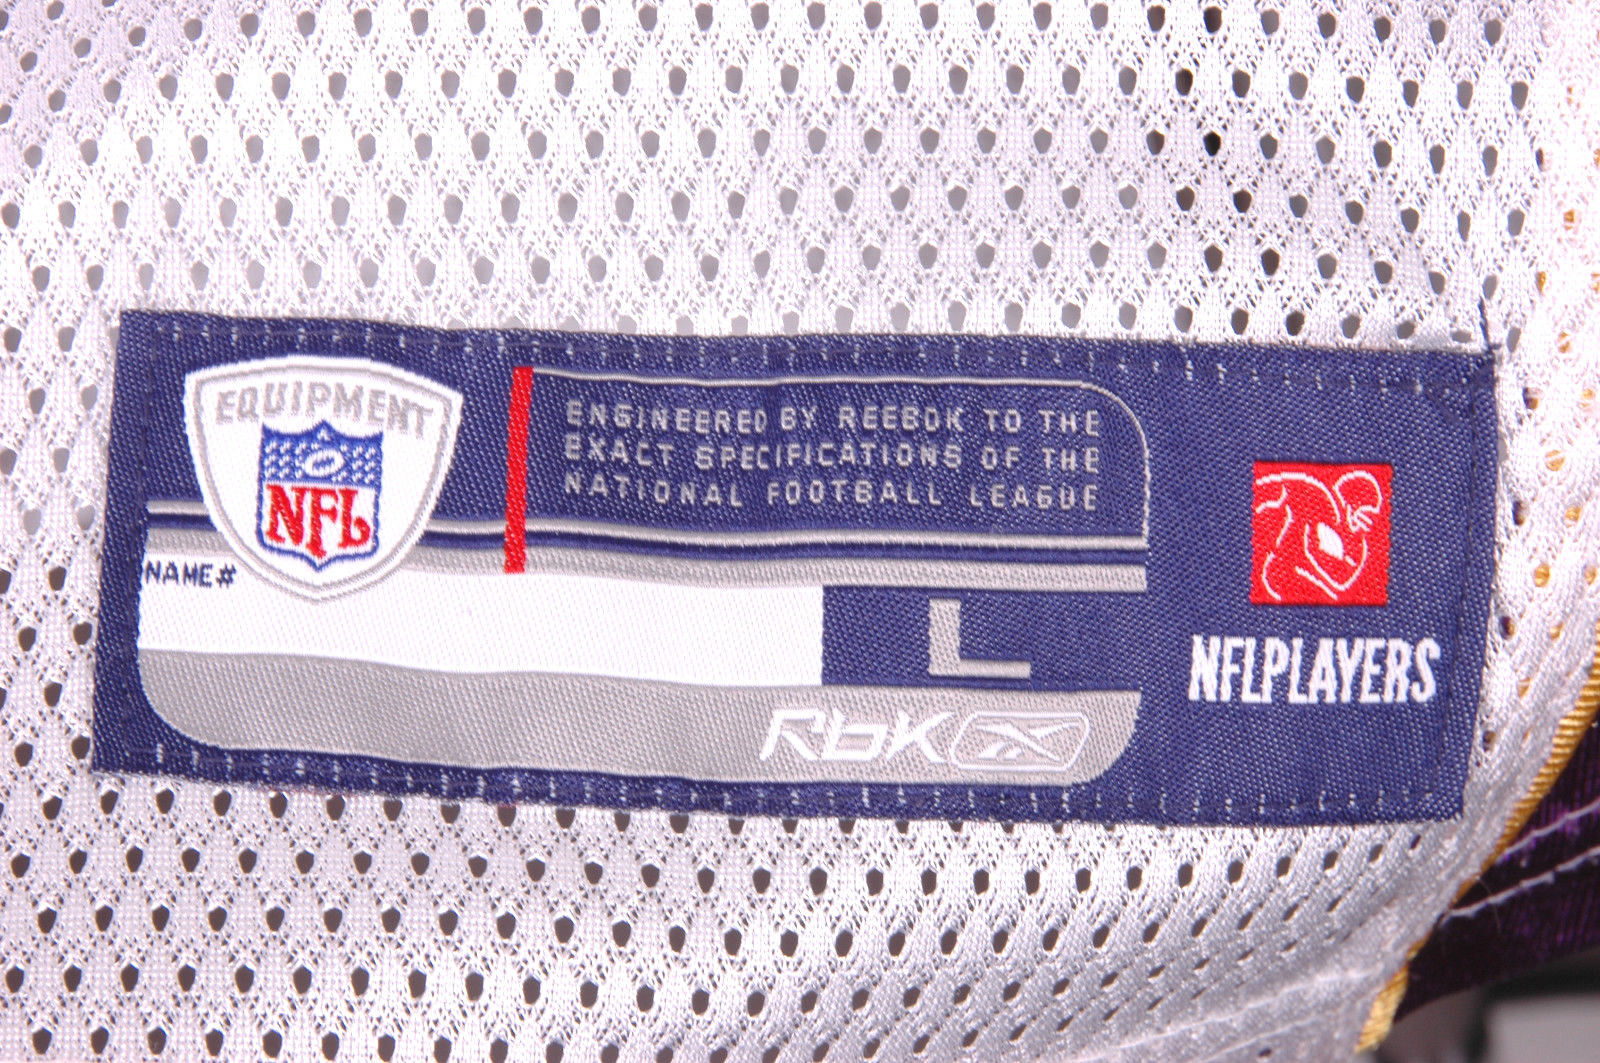 EQUIPMENT
NFL
ENGINEERED BY REEBOK TO THE
EXACT SPECIFICATIONS OF THE
NATIONAL FOOTBALL LEAGUE
NAME#
L
RbK
NFLPLAYERS